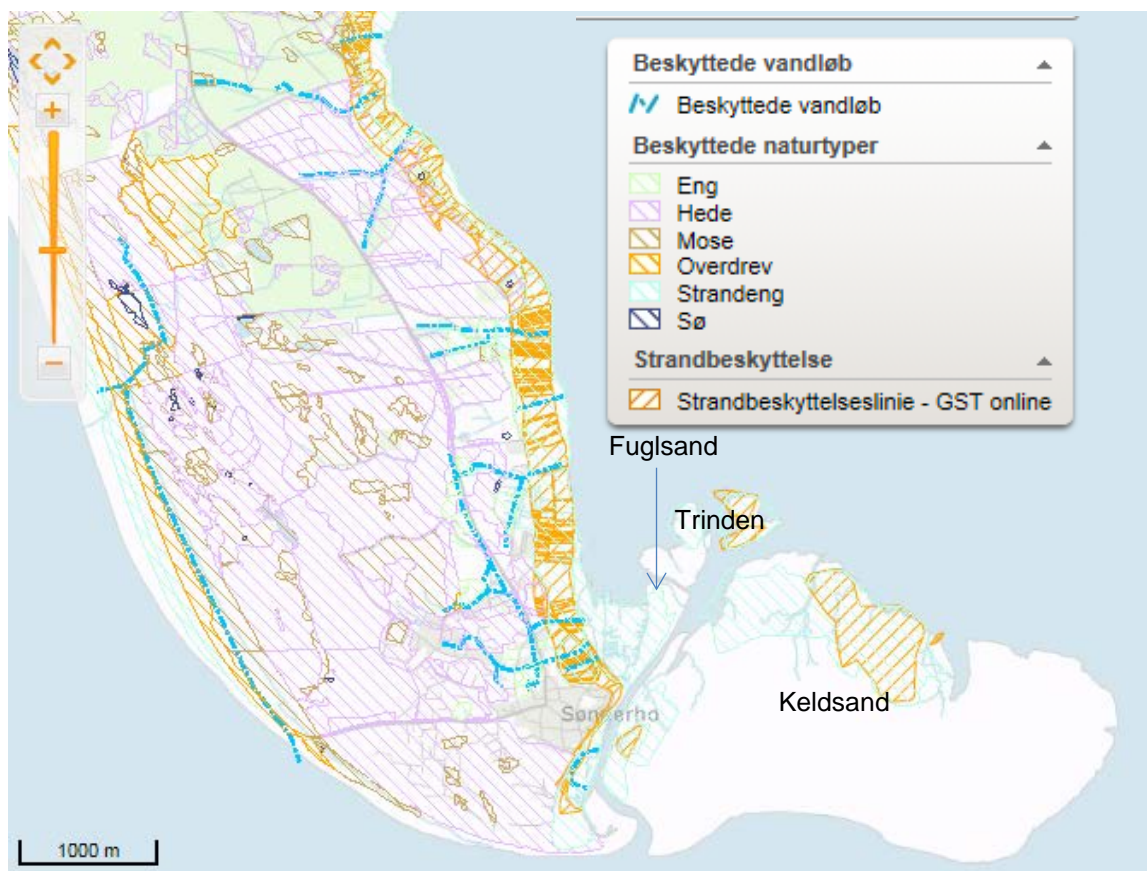 Beskyttede vandløb
Beskyttede vandløb
Beskyttede naturtyper
Eng
Hede
Mose
Overdrev
Strandeng
Sø
Strandbeskyttelse
Strandbeskyttelseslinie - GST online
Fuglsand
Trinden
Keldsand
Sønderho
1000 m